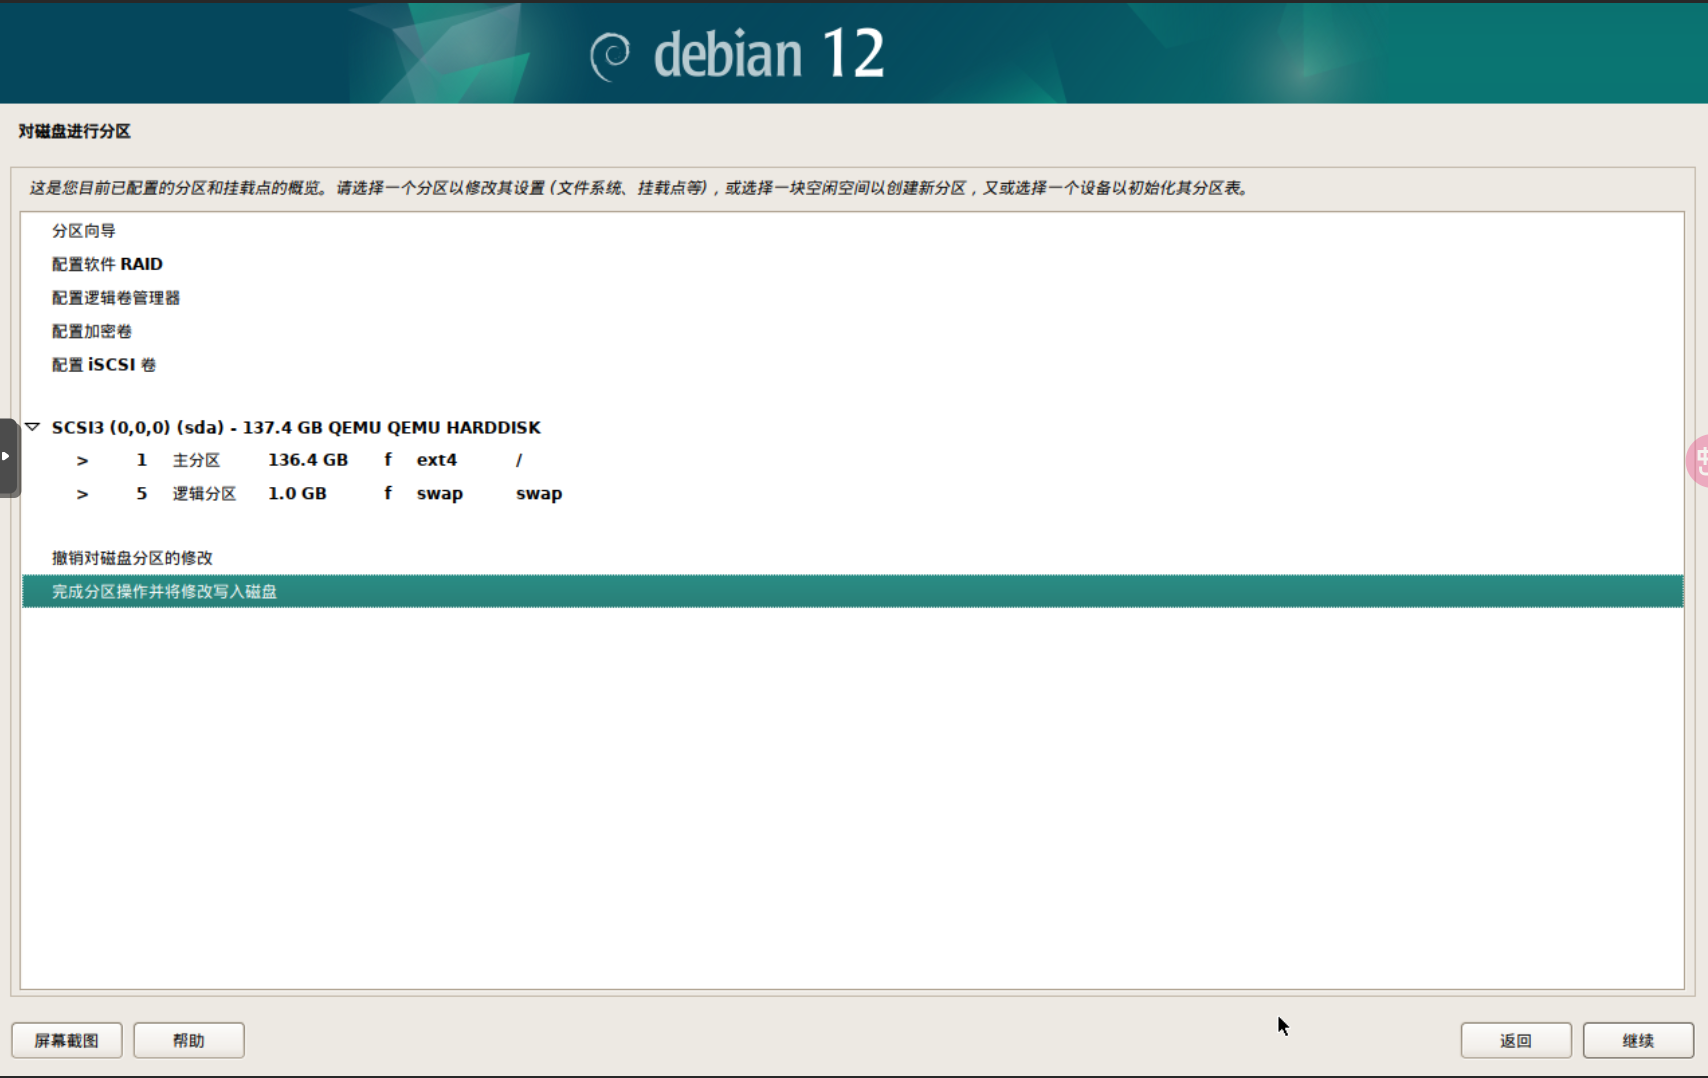 debian 12
对磁盘进行分区
这是您目前已配置的分区和挂载点的概览。请选择一个分区以修改其设置 (文件系统、挂载点等)，或选择一块空闲空间以创建新分区，又或选择一个设备以初始化其分区表。
分区向导
配置软件 RAID
配置逻辑卷管理器
配置加密卷
配置 iSCSI 卷
SCSI3 (0,0,0) (sda) - 137.4 GB QEMU QEMU HARDDISK
> 1 主分区 136.4 GB f ext4 /
> 5 逻辑分区 1.0 GB f swap swap
撤销对磁盘分区的修改
完成分区操作并将修改写入磁盘
屏幕截图 帮助 返回 继续